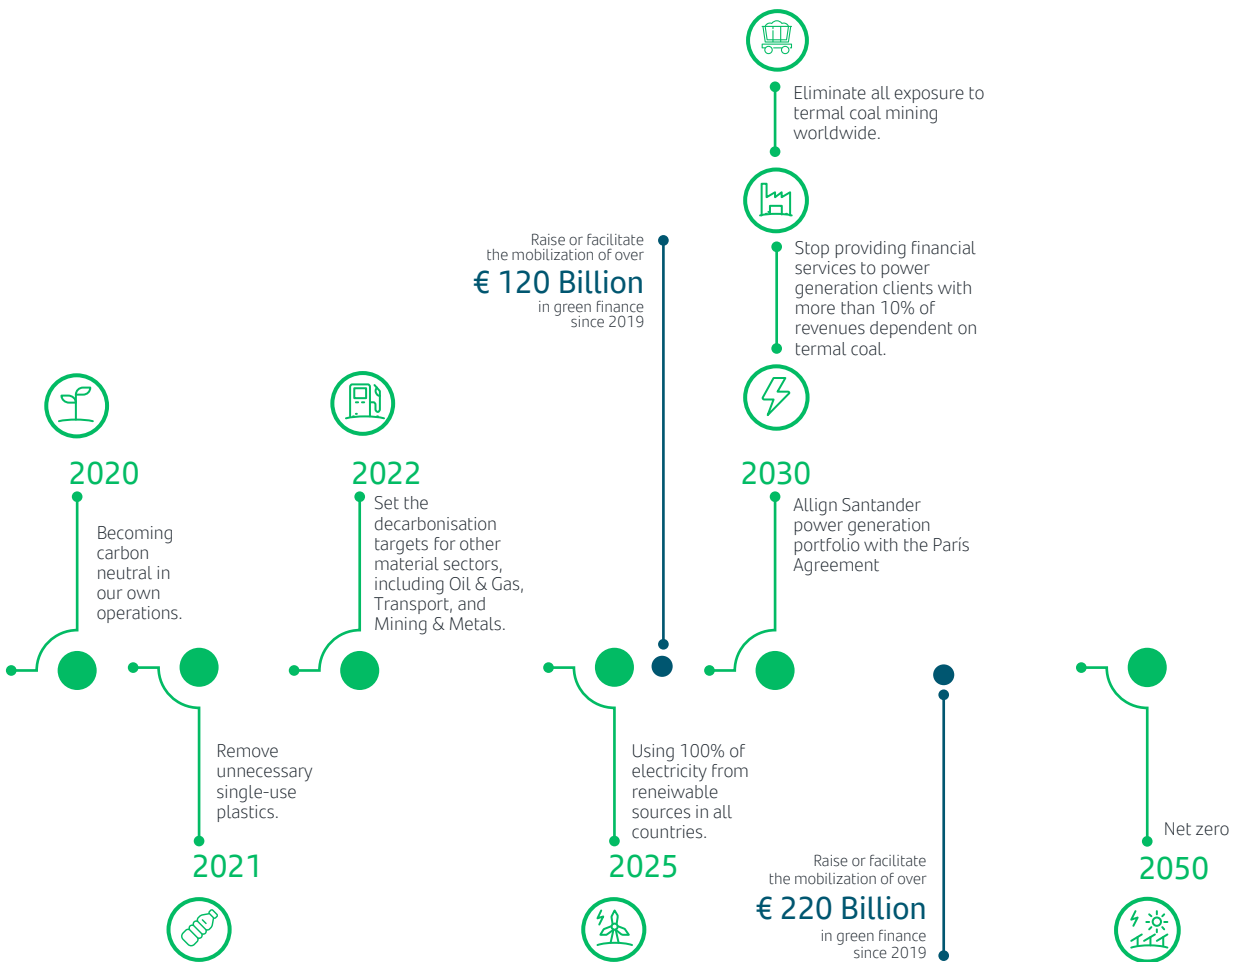 Eliminate all exposure to
termal coal mining
worldwide.
Stop providing financial
services to power
generation clients with
more than 10% of
revenues dependent on
termal coal.
Raise or facilitate
the mobilization of over
€ 120 Billion
in green finance
since 2019
2020
Becoming
carbon
neutral in
our own
operations.
2022
Set the
decarbonisation
targets for other
material sectors,
including Oil & Gas,
Transport, and
Mining & Metals.
2030
Allign Santander
power generation
portfolio with the París
Agreement
Remove
unnecessary
single-use
plastics.
2021
Using 100% of
electricity from
reneiwable
sources in all
countries.
2025
Raise or facilitate
the mobilization of over
€ 220 Billion
in green finance
since 2019
Net zero
2050